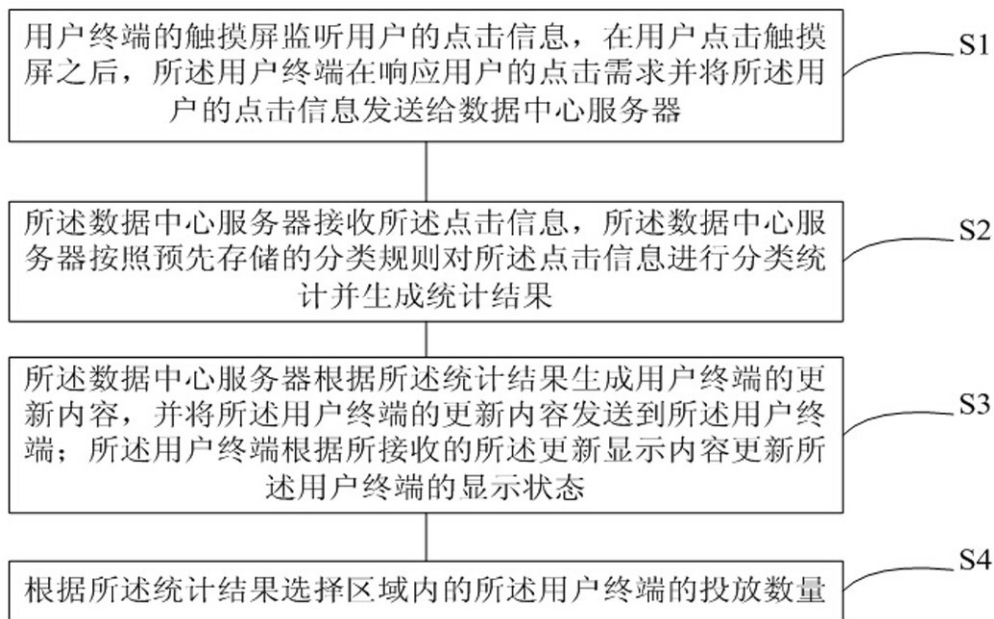 用户终端的触摸屏监听用户的点击信息，在用户点击触摸
屏之后，所述用户终端在响应用户的点击需求并将所述用
户的点击信息发送给数据中心服务器
S1
所述数据中心服务器接收所述点击信息，所述数据中心服
务器按照预先存储的分类规则对所述点击信息进行分类统
计并生成统计结果
S2
所述数据中心服务器根据所述统计结果生成用户终端的更
新内容，并将所述用户终端的更新内容发送到所述用户终
端；所述用户终端根据所接收的所述更新显示内容更新所
述用户终端的显示状态
S3
根据所述统计结果选择区域内的所述用户终端的投放数量
S4